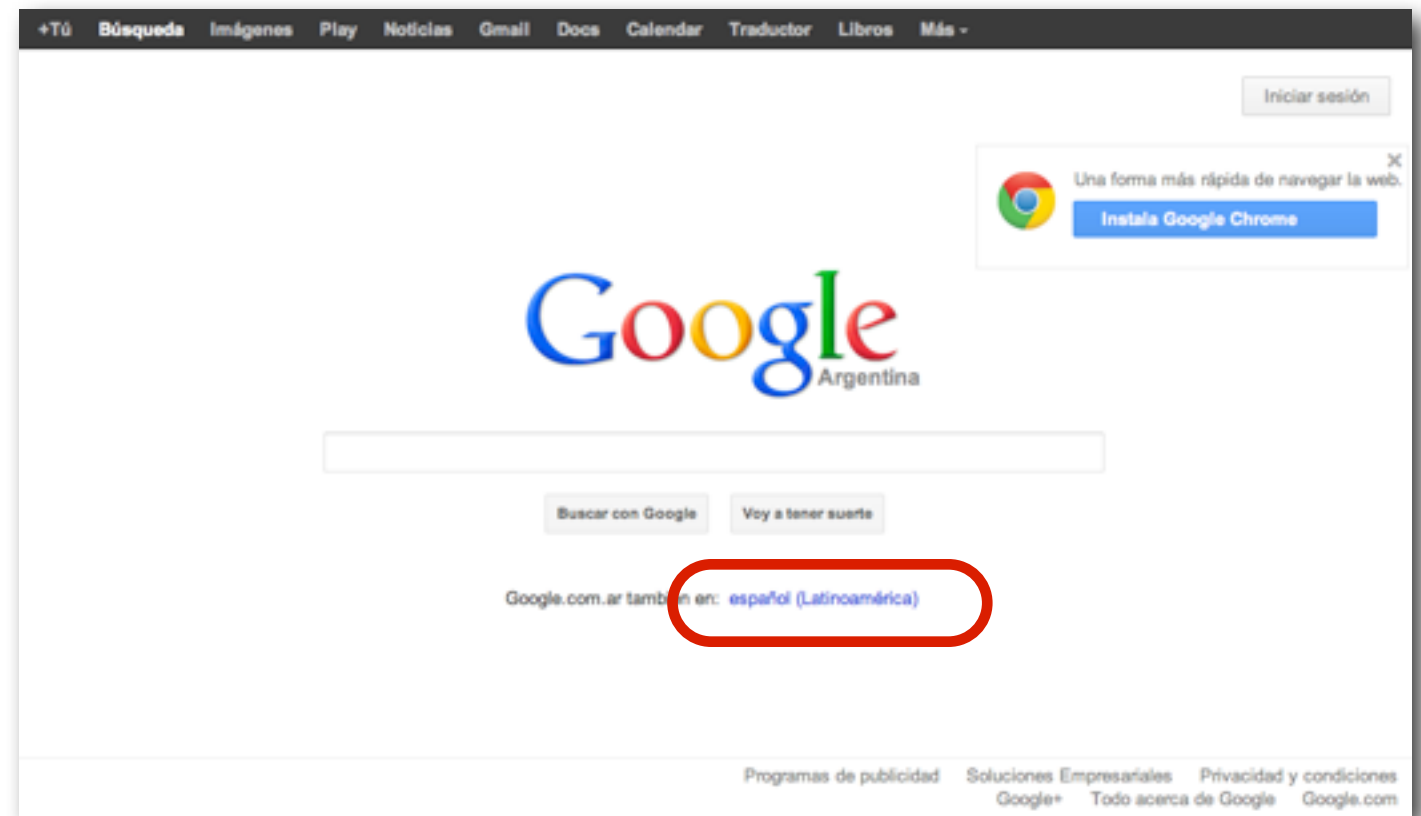 +Tú Búsqueda Imágenes Play Noticias Gmail Docs Calendar Traductor Libros Más
Iniciar sesión
Una forma más rápida de navegar la web.
Instala Google Chrome
Google
Argentina
Buscar con Google Voy a tener suerte
Google.com.ar también en: español (Latinoamérica)
Programas de publicidad Soluciones Empresariales Privacidad y condiciones
Google+ Todo acerca de Google Google.com